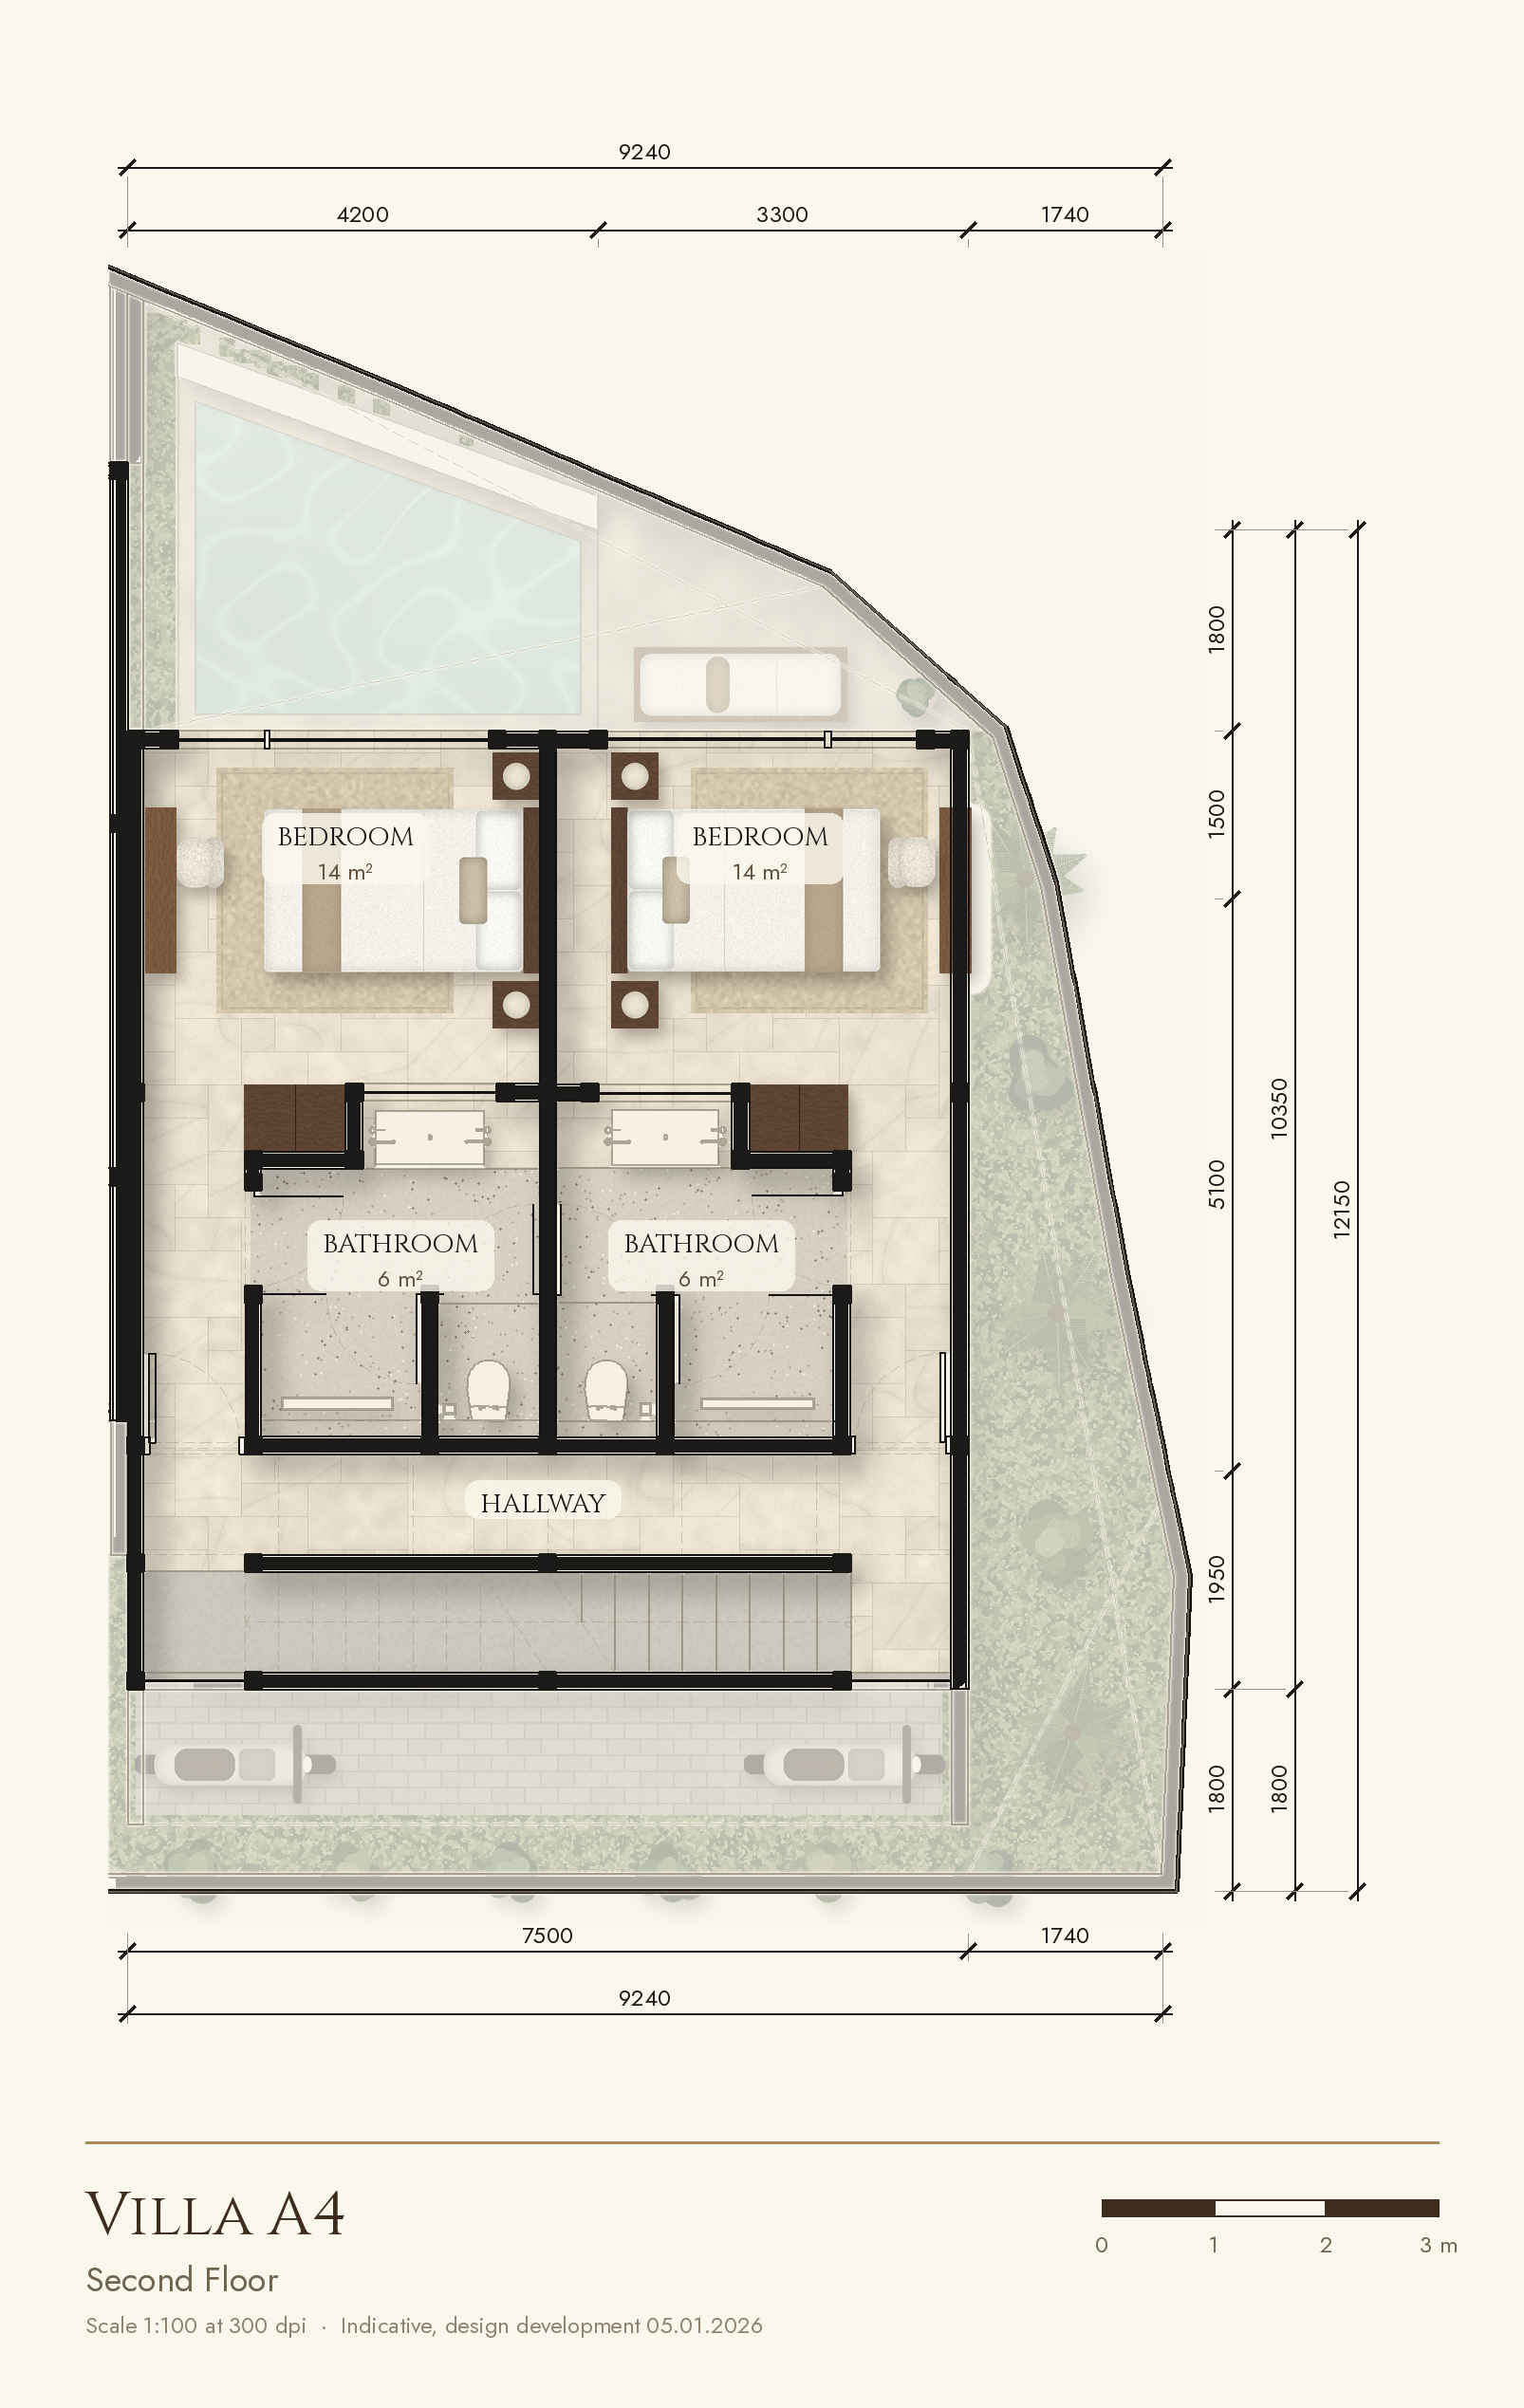 9240
4200 3300 1740
1800
BEDROOM BEDROOM
14 m² 14 m²
1500
10350
5100
12150
BATHROOM BATHROOM
6 m² 6 m²
HALLWAY
1950
1800 1800
7500 1740
9240
VILLA A4
Second Floor
Scale 1:100 at 300 dpi · Indicative, design development 05.01.2026
0 1 2 3 m